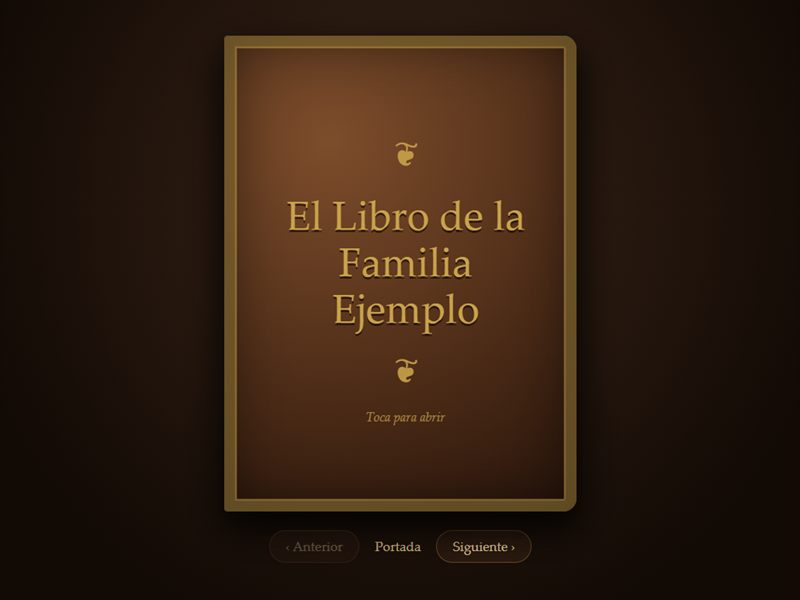 ❦
El Libro de la
Familia
Ejemplo
❦
Toca para abrir
‹ Anterior
Portada
Siguiente ›